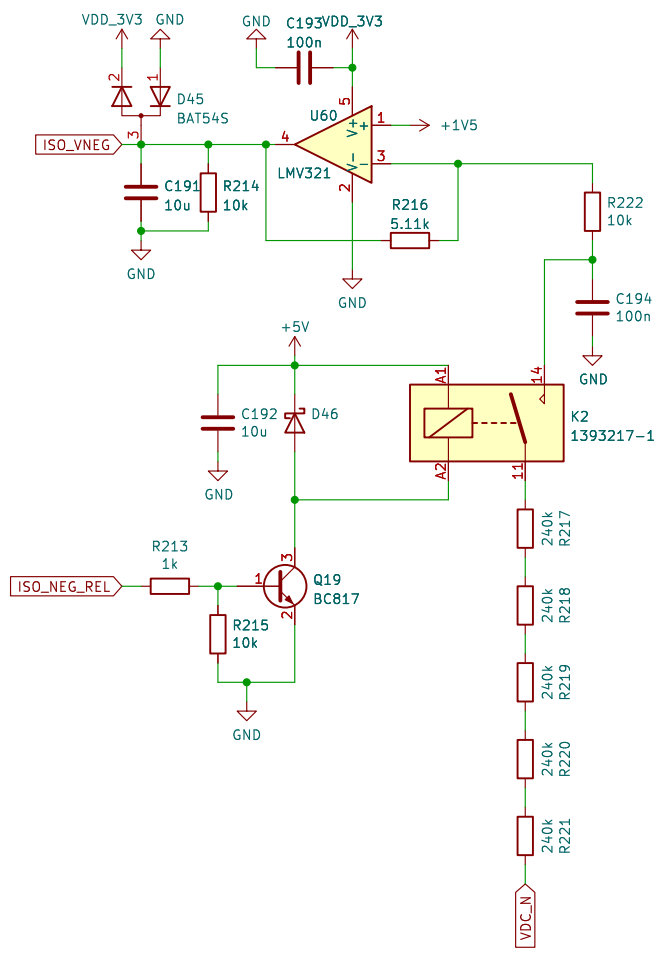 VDD_3V3
GND
GND
C193
VDD_3V3
100n
2
1
D45
BAT54S
3
ISO_VNEG
5
U60
V+
+
1
+1V5
4
LMV321
V-
-
3
2
C191
10u
R214
10k
R216
5.11k
R222
10k
GND
GND
C194
100n
GND
+5V
A1
14
C192
10u
D46
K2
1393217-1
GND
A2
11
240k
R217
R213
1k
3
ISO_NEG_REL
1
Q19
BC817
2
R215
10k
240k
R218
240k
R219
GND
240k
R220
240k
R221
VDC_N